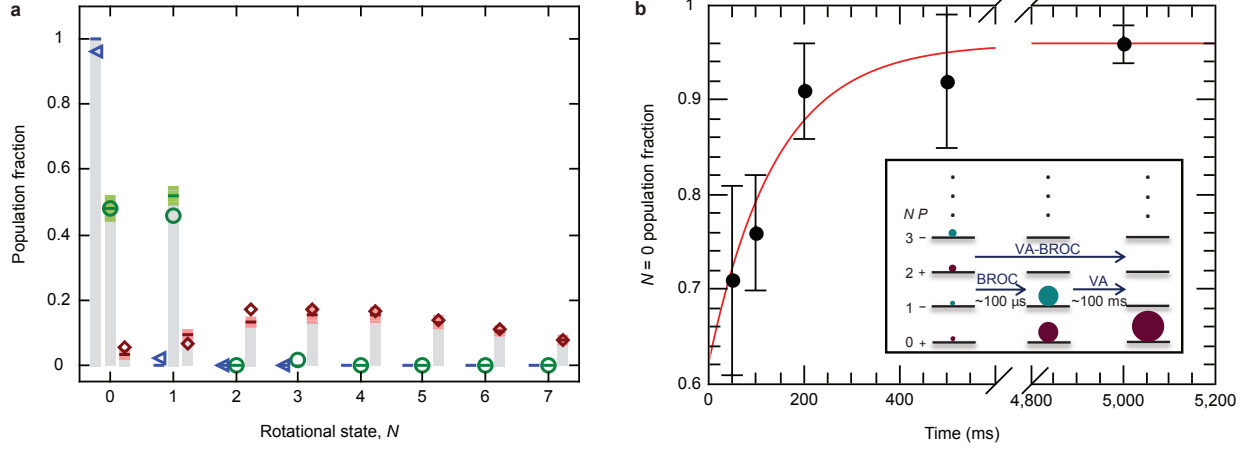 a
1
0.8
0.6
0.4
0.2
0
Population fraction
0 1 2 3 4 5 6 7
Rotational state, N
b
1
0.9
0.8
0.7
0.6
N = 0 population fraction
0 200 400 4,800 5,000 5,200
Time (ms)
N P
3 −
2 +
1 −
0 +
VA-BROC
BROC
~100 µs
VA
~100 ms